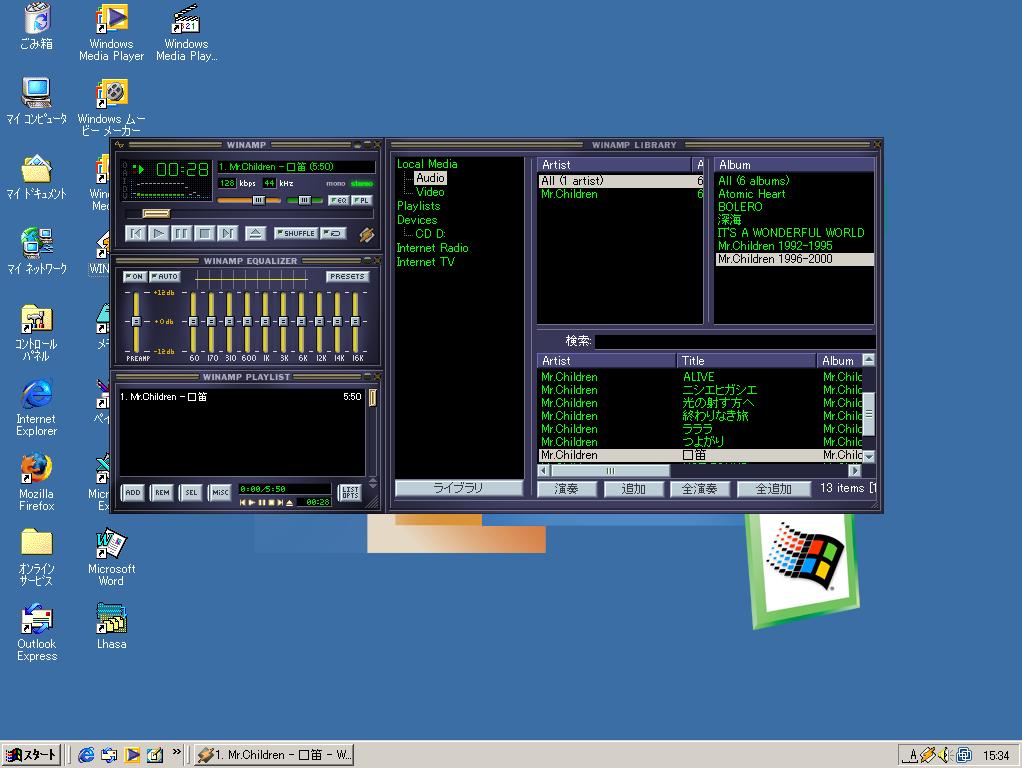 ごみ箱
Windows
Media Player
Windows
Media Play...
マイ コンピュータ
Windows ムー
ビー メーカー
マイ ドキュメント
マイ ネットワーク
コントロール
パネル
Internet
Explorer
Mozilla
Firefox
オンライン
サービス
Microsoft
Word
Outlook
Express
Lhasa
WINAMP
00:28
1. Mr.Children - 口笛 (5:50)
128 kbps 44 kHz mono stereo
EQ PL
SHUFFLE
WINAMP EQUALIZER
ON AUTO PRESETS
+12db
+0db
-12db
PREAMP 60 170 310 600 1K 3K 6K 12K 14K 16K
WINAMP PLAYLIST
1. Mr.Children - 口笛 5:50
ADD REM SEL MISC
0:00/5:50
00:28
LIST
OPTS
WINAMP LIBRARY
Local Media
Audio
Video
Playlists
Devices
CD D:
Internet Radio
Internet TV
ライブラリ
Artist A
All (1 artist) 6
Mr.Children 6
Album
All (6 albums)
Atomic Heart
BOLERO
深海
IT'S A WONDERFUL WORLD
Mr.Children 1992-1995
Mr.Children 1996-2000
検索:
Artist Title Album
Mr.Children ALIVE Mr.Chilc
Mr.Children ニシエヒガシエ Mr.Chilc
Mr.Children 光の射す方へ Mr.Chilc
Mr.Children 終わりなき旅 Mr.Chilc
Mr.Children ラララ Mr.Chilc
Mr.Children つよがり Mr.Chilc
Mr.Children 口笛 Mr.Chilc
演奏 追加 全演奏 全追加 13 items [1
スタート
1. Mr.Children - 口笛 - W...
A
15:34